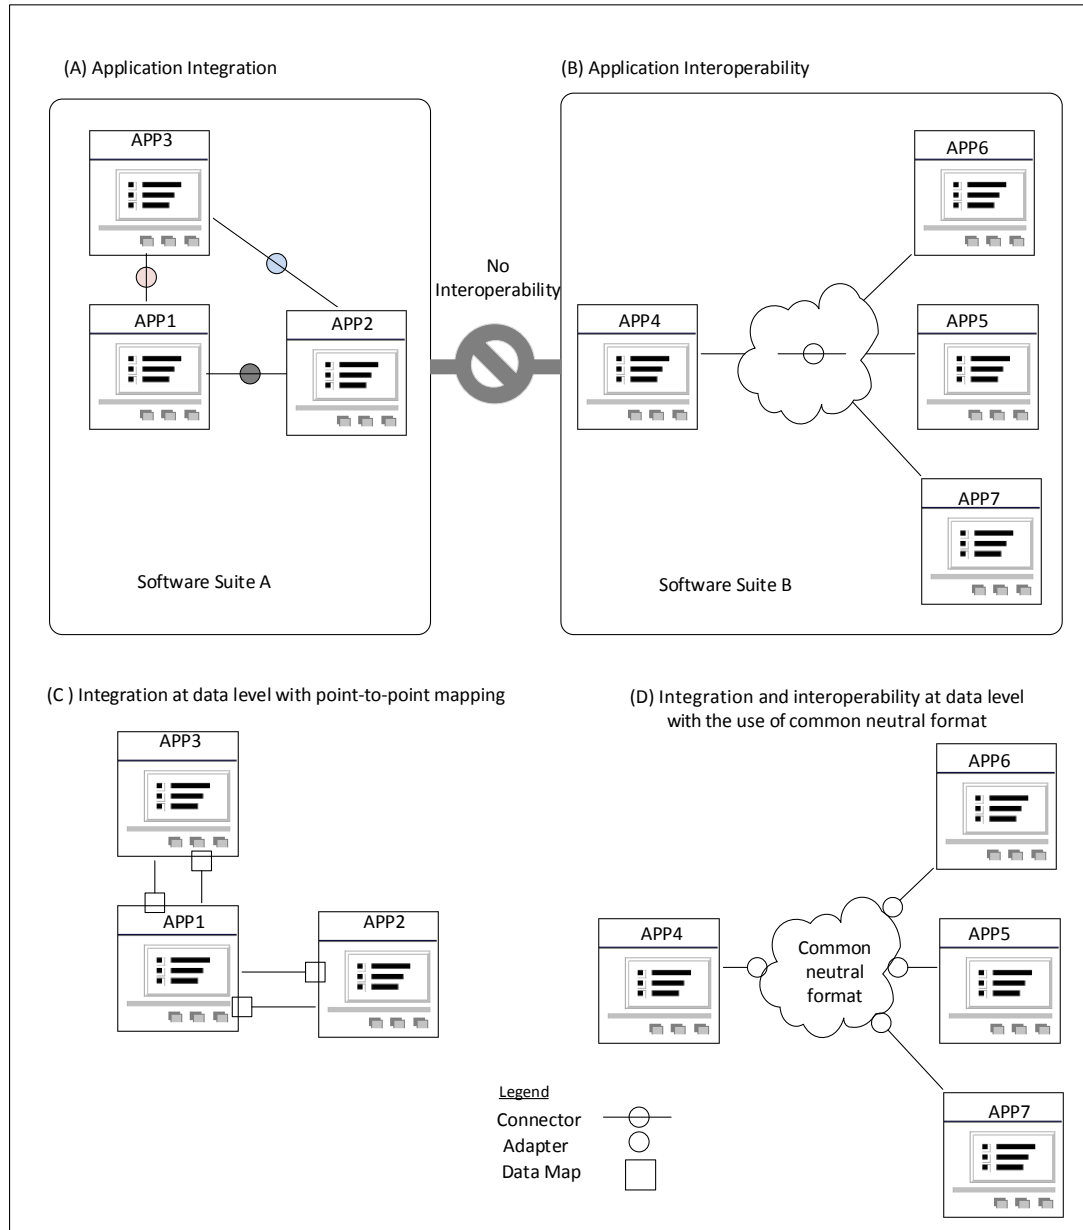 (A) Application Integration
(B) Application Interoperability
APP3
APP6
No
Interoperability
APP1
APP2
APP4
APP5
APP7
Software Suite A
Software Suite B
(C ) Integration at data level with point-to-point mapping
(D) Integration and interoperability at data level
with the use of common neutral format
APP3
APP6
APP1
APP2
APP4
APP5
Common
neutral
format
APP7
Legend
Connector
Adapter
Data Map